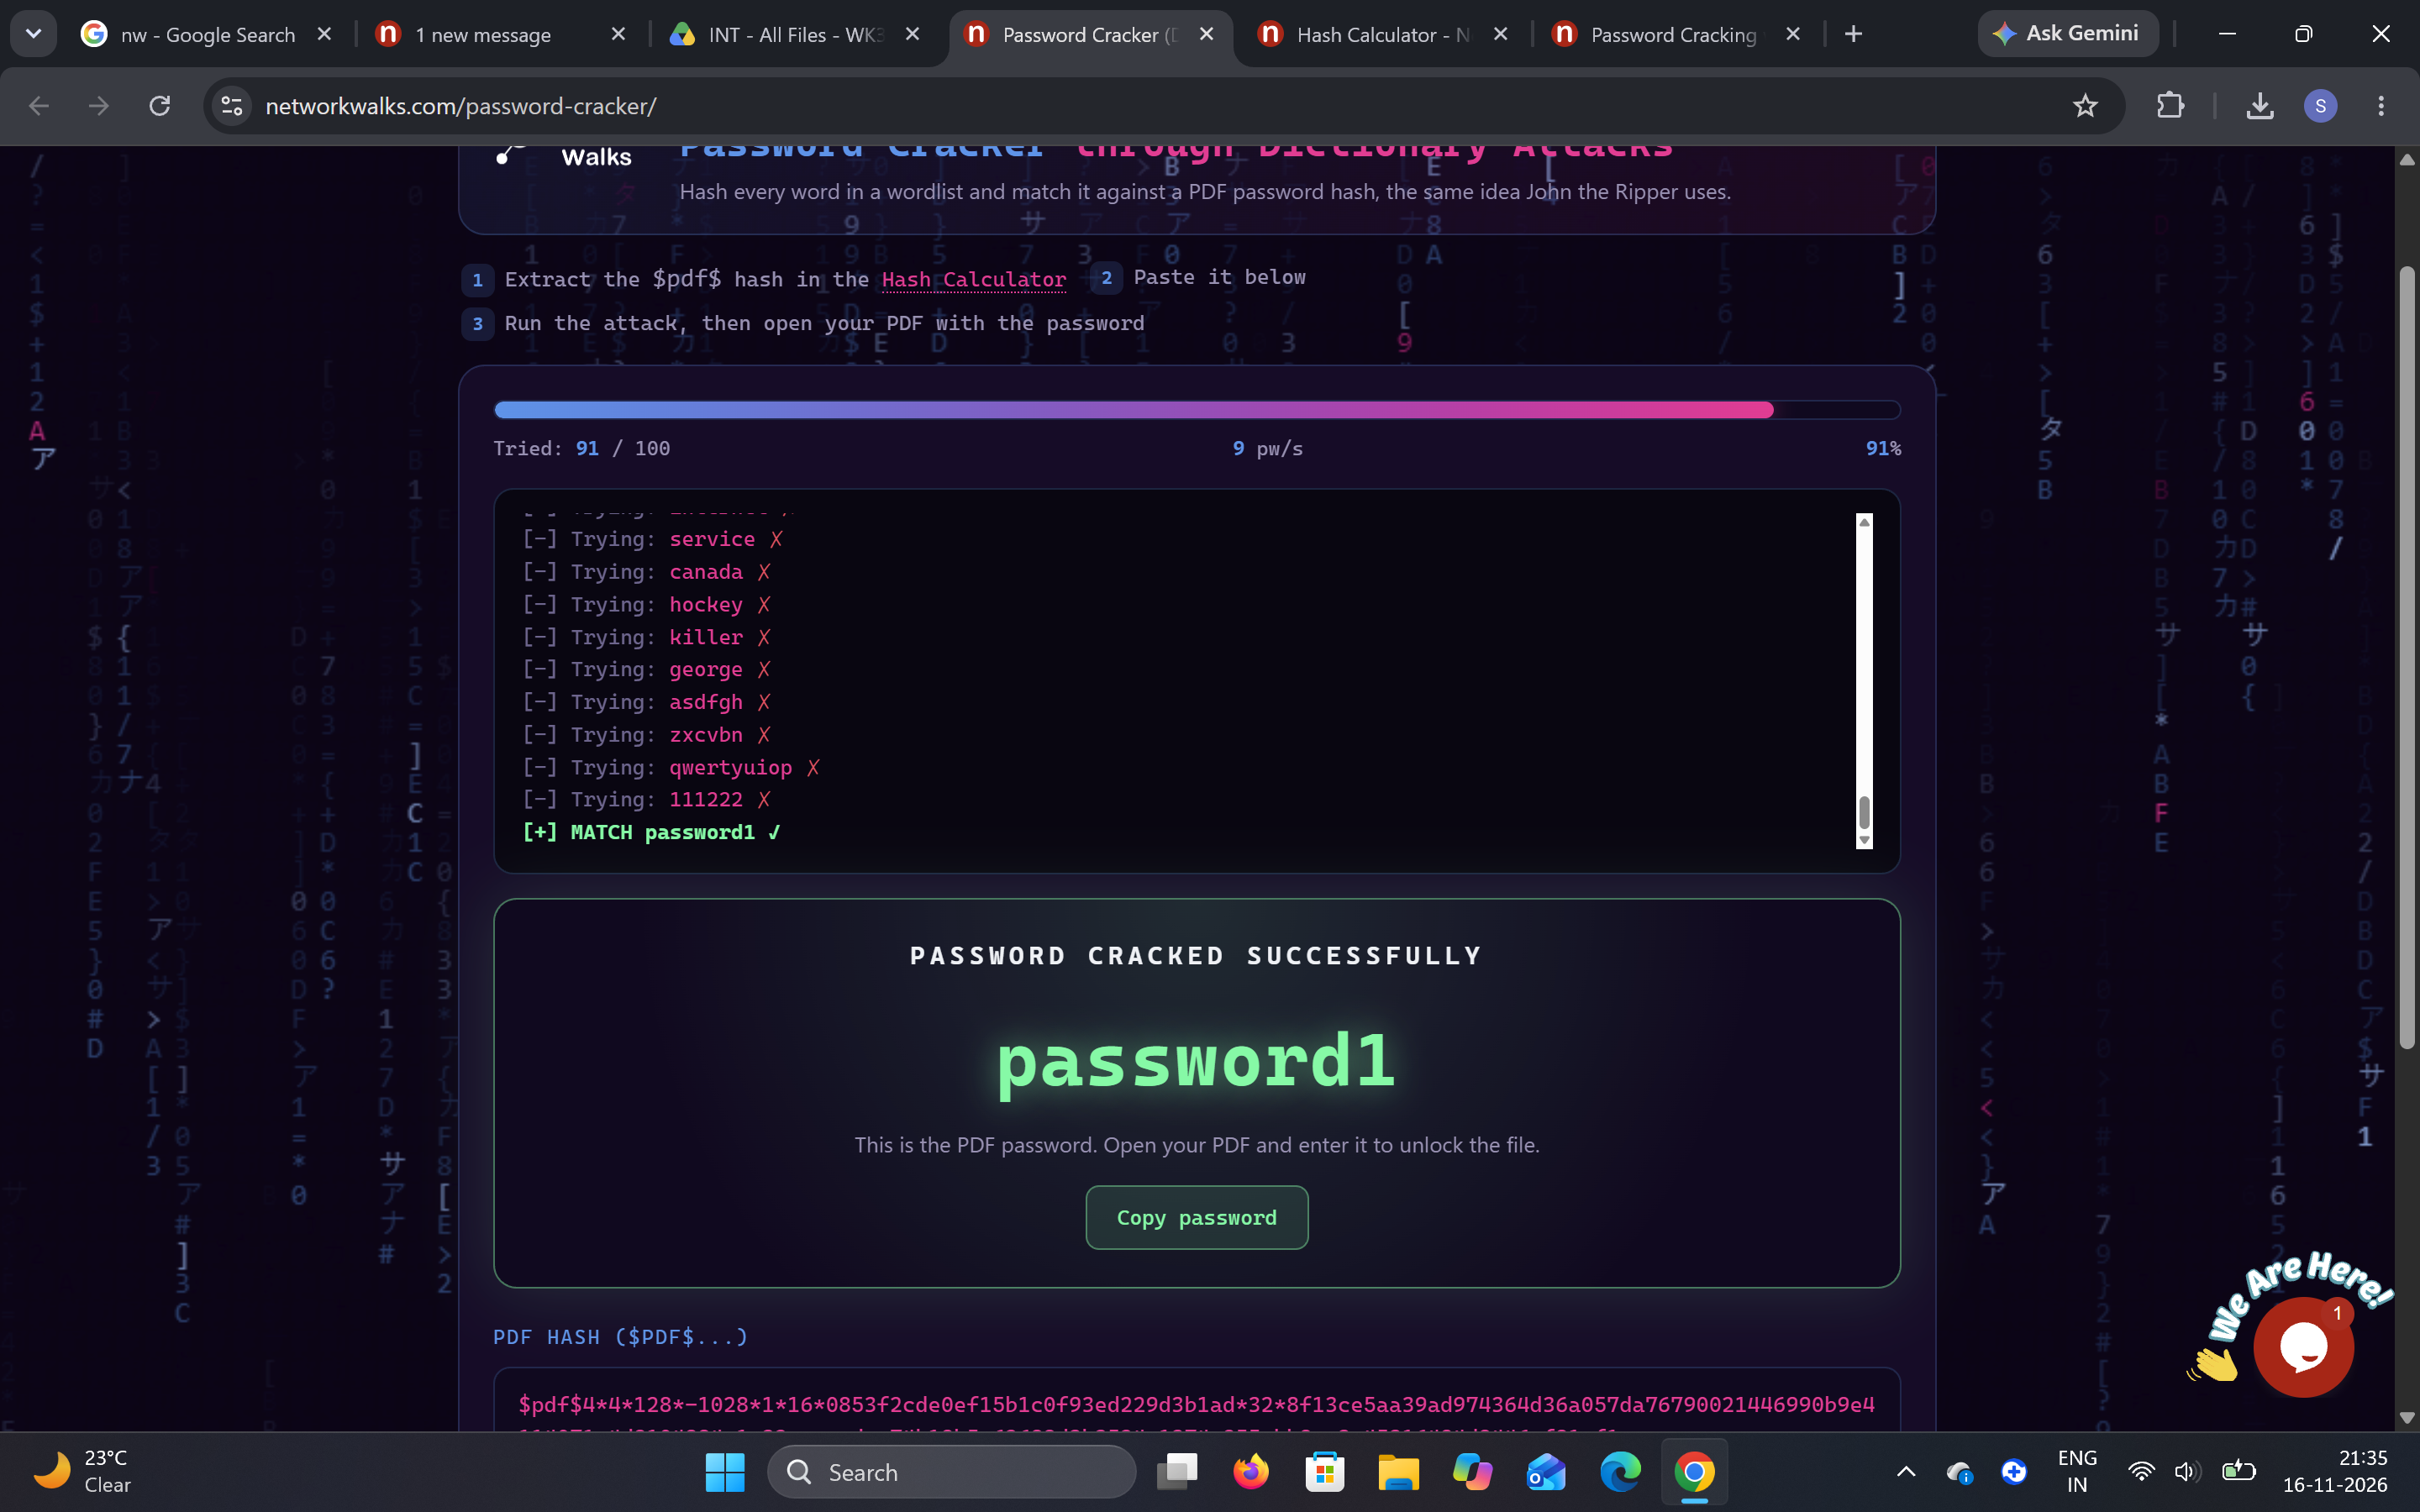 nw - Google Search
1 new message
INT - All Files - WK3
Password Cracker (D
Hash Calculator - N
Password Cracking
Ask Gemini
networkwalks.com/password-cracker/
S
Walks
Password Cracker through Dictionary Attacks
Hash every word in a wordlist and match it against a PDF password hash, the same idea John the Ripper uses.
1 Extract the $pdf$ hash in the Hash Calculator 2 Paste it below
3 Run the attack, then open your PDF with the password
Tried: 91 / 100
9 pw/s
91%
[-] Trying: service ✗
[-] Trying: canada ✗
[-] Trying: hockey ✗
[-] Trying: killer ✗
[-] Trying: george ✗
[-] Trying: asdfgh ✗
[-] Trying: zxcvbn ✗
[-] Trying: qwertyuiop ✗
[-] Trying: 111222 ✗
[+] MATCH password1 ✓
PASSWORD CRACKED SUCCESSFULLY
password1
This is the PDF password. Open your PDF and enter it to unlock the file.
Copy password
We Are Here!
1
PDF HASH ($PDF$...)
$pdf$4*4*128*-1028*1*16*0853f2cde0ef15b1c0f93ed229d3b1ad*32*8f13ce5aa39ad974364d36a057da76790021446990b9e4
23°C
Clear
Search
ENG
IN
21:35
16-11-2026